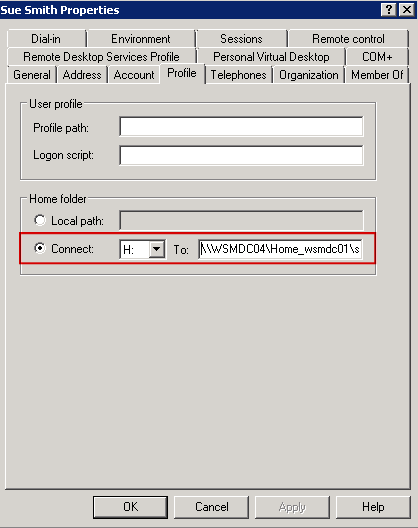 Sue Smith Properties
Dial-in Environment Sessions Remote control
Remote Desktop Services Profile Personal Virtual Desktop COM+
General Address Account Profile Telephones Organization Member Of
User profile
Profile path:
Logon script:
Home folder
Local path:
Connect: H: To: \\WSMDC04\Home_wsmdc01\s
OK Cancel Apply Help